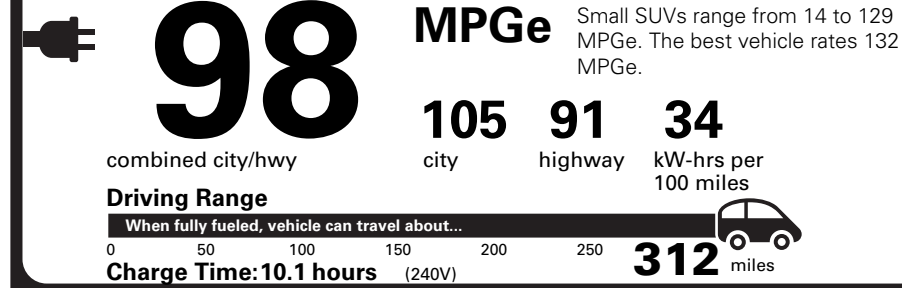 98
MPGe
Small SUVs range from 14 to 129
MPGe. The best vehicle rates 132
MPGe.
105 91 34
combined city/hwy city highway kW-hrs per
100 miles
Driving Range
When fully fueled, vehicle can travel about...
0 50 100 150 200 250 312 miles
Charge Time:10.1 hours (240V)